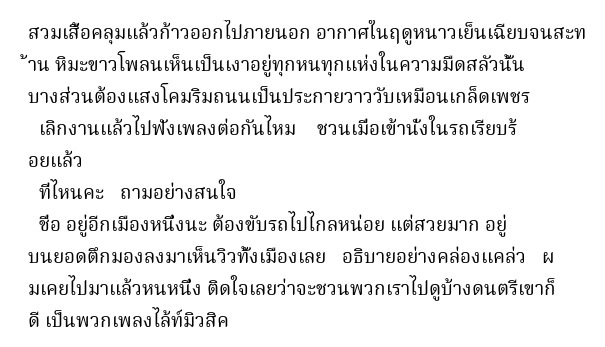 สวมเสื้อคลุมแล้วก้าวออกไปภายนอก อากาศในฤดูหนาวเย็นเฉียบจนสะท
้าน หิมะขาวโพลนเห็นเป็นเงาอยู่ทุกหนทุกแห่งในความมืดสลัวนั้น
บางส่วนต้องแสงโคมริมถนนเป็นประกายวาววับเหมือนเกล็ดเพชร
เลิกงานแล้วไปฟังเพลงต่อกันไหม ชวนเมื่อเข้านั่งในรถเรียบร้
อยแล้ว
ที่ไหนคะ ถามอย่างสนใจ
ชื่อ อยู่อีกเมืองหนึ่งนะ ต้องขับรถไปไกลหน่อย แต่สวยมาก อยู่
บนยอดตึกมองลงมาเห็นวิวทั้งเมืองเลย อธิบายอย่างคล่องแคล่ว ผ
มเคยไปมาแล้วหนหนึ่ง ติดใจเลยว่าจะชวนพวกเราไปดูบ้างดนตรีเขาก็
ดี เป็นพวกเพลงไล้ท์มิวสิค